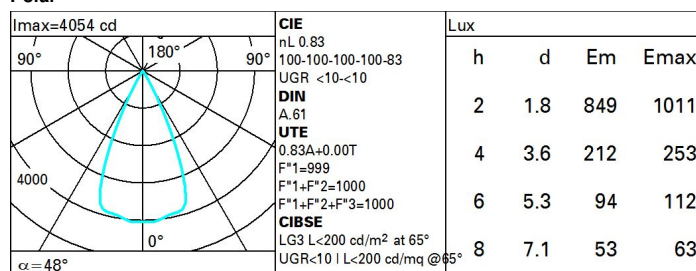 Imax=4054 cd
90° 180° 90°
4000
0°
α=48°
CIE
nL 0.83
100-100-100-100-83
UGR <10-<10
DIN
A.61
UTE
0.83A+0.00T
F"1=999
F"1+F"2=1000
F"1+F"2+F"3=1000
CIBSE
LG3 L<200 cd/m² at 65°
UGR<10 | L<200 cd/mq @65°
Lux
h d Em Emax
2 1.8 849 1011
4 3.6 212 253
6 5.3 94 112
8 7.1 53 63